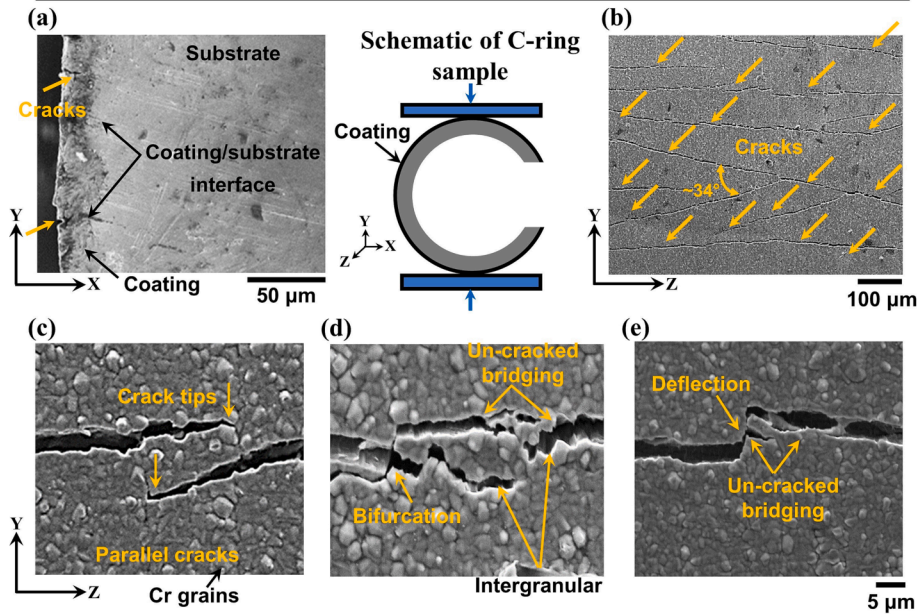 (a)
Substrate
Cracks
Coating/substrate
interface
Y
X
Coating
50 µm
Schematic of C-ring
sample
Coating
Y
X
Z
(b)
Cracks
~34°
Y
Z
100 µm
(c)
Crack tips
Parallel cracks
Cr grains
Y
Z
(d)
Un-cracked
bridging
Bifurcation
Intergranular
(e)
Deflection
Un-cracked
bridging
5 µm